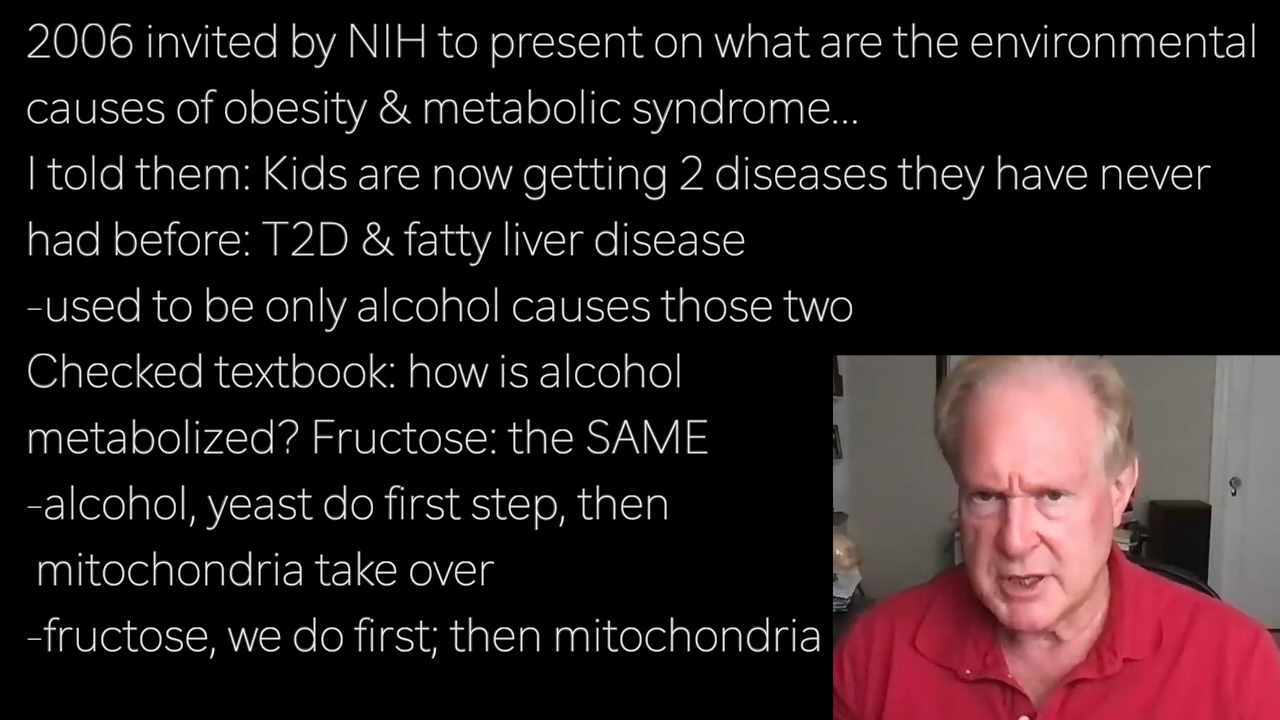 2006 invited by NIH to present on what are the environmental
causes of obesity & metabolic syndrome...
I told them: Kids are now getting 2 diseases they have never
had before: T2D & fatty liver disease
-used to be only alcohol causes those two
Checked textbook: how is alcohol
metabolized? Fructose: the SAME
-alcohol, yeast do first step, then
mitochondria take over
-fructose, we do first; then mitochondria